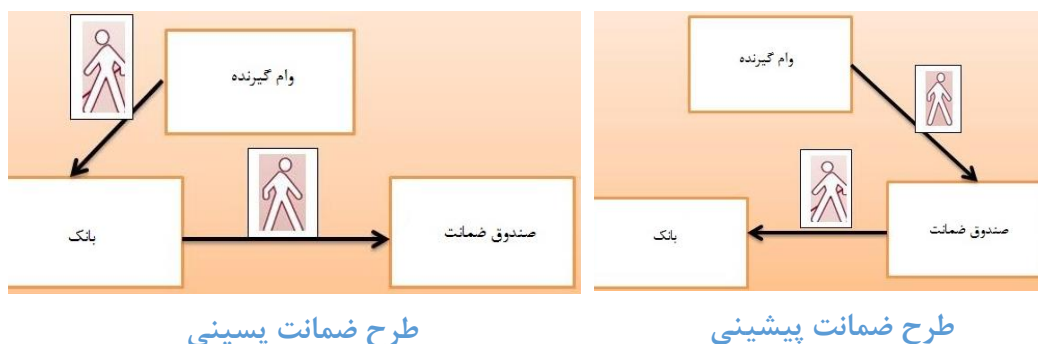 وام گیرنده
بانک
صندوق ضمانت
طرح ضمانت پیشینی
وام گیرنده
بانک
صندوق ضمانت
طرح ضمانت پسینی